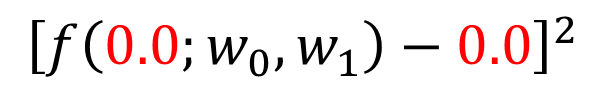 [f(0.0; w₀, w₁) − 0.0]²